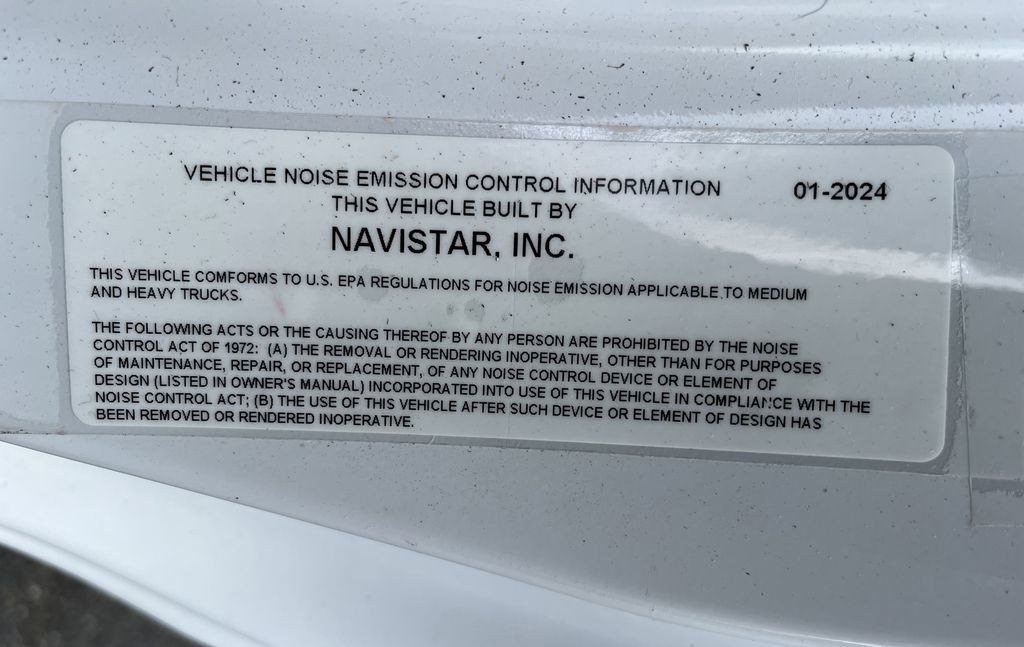 VEHICLE NOISE EMISSION CONTROL INFORMATION 01-2024
THIS VEHICLE BUILT BY
NAVISTAR, INC.
THIS VEHICLE COMFORMS TO U.S. EPA REGULATIONS FOR NOISE EMISSION APPLICABLE TO MEDIUM
AND HEAVY TRUCKS.
THE FOLLOWING ACTS OR THE CAUSING THEREOF BY ANY PERSON ARE PROHIBITED BY THE NOISE
CONTROL ACT OF 1972: (A) THE REMOVAL OR RENDERING INOPERATIVE, OTHER THAN FOR PURPOSES
OF MAINTENANCE, REPAIR, OR REPLACEMENT, OF ANY NOISE CONTROL DEVICE OR ELEMENT OF
DESIGN (LISTED IN OWNER'S MANUAL) INCORPORATED INTO USE OF THIS VEHICLE IN COMPLIANCE WITH THE
NOISE CONTROL ACT; (B) THE USE OF THIS VEHICLE AFTER SUCH DEVICE OR ELEMENT OF DESIGN HAS
BEEN REMOVED OR RENDERED INOPERATIVE.